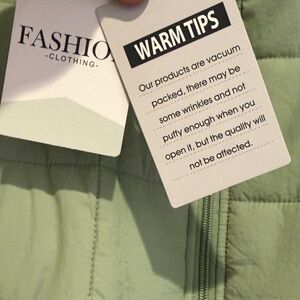 FASHIO
-CLOTHING-
WARM TIPS
Our products are vacuum
packed, there may be
some wrinkles and not
puffy enough when you
open it, but the quality will
not be affected.